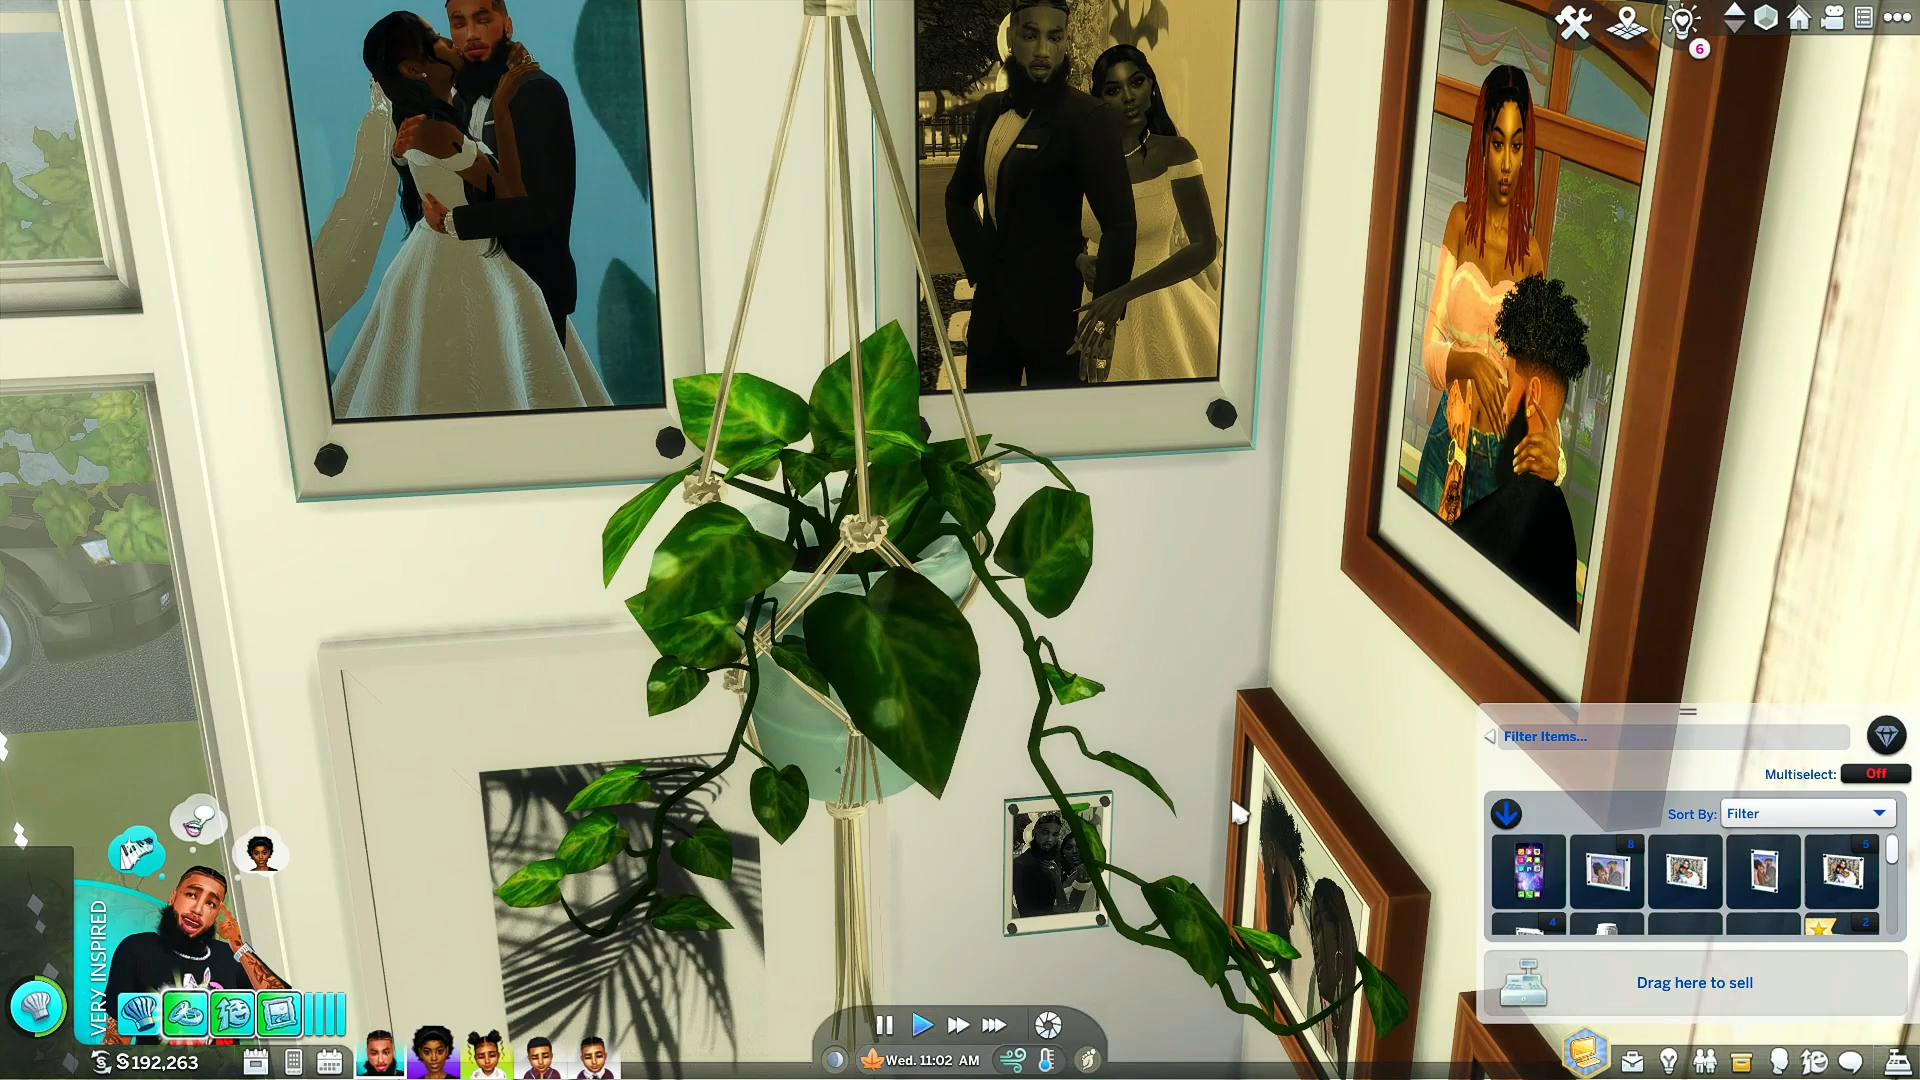 6
Filter Items...
Multiselect: Off
Sort By: Filter
8
5
4
2
Drag here to sell
VERY INSPIRED
$192,263
Wed. 11:02 AM